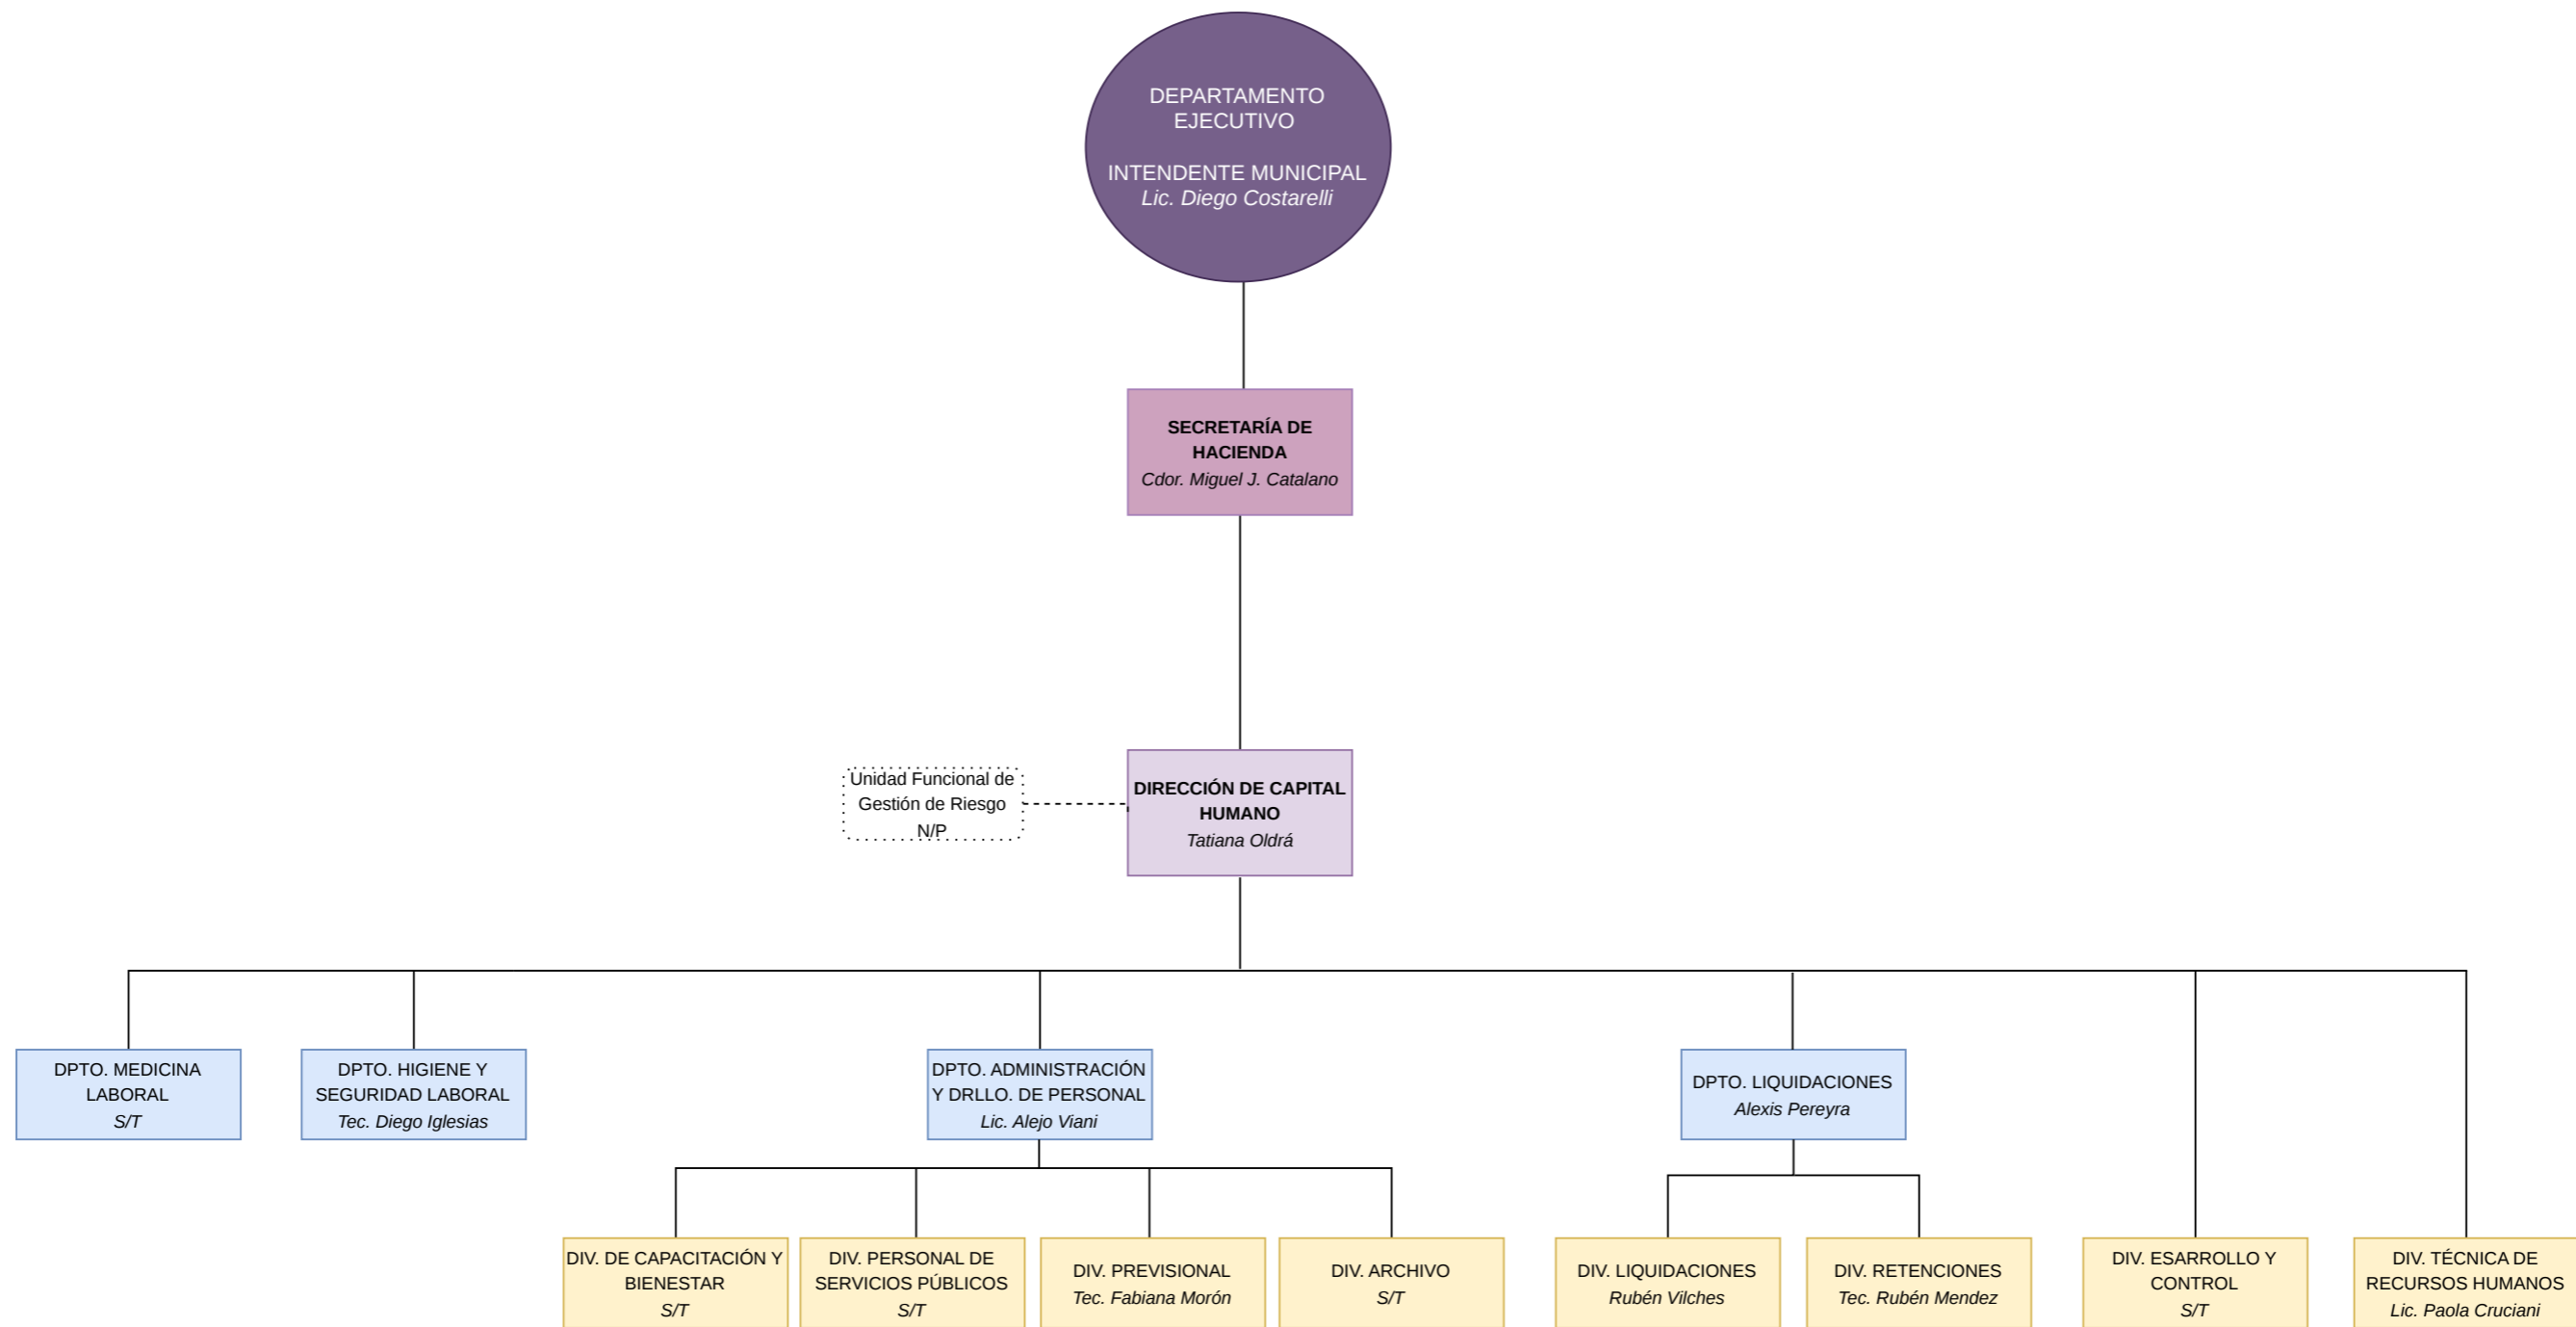 DEPARTAMENTO
EJECUTIVO
INTENDENTE MUNICIPAL
Lic. Diego Costarelli
SECRETARÍA DE
HACIENDA
Cdor. Miguel J. Catalano
Unidad Funcional de
Gestión de Riesgo
N/P
DIRECCIÓN DE CAPITAL
HUMANO
Tatiana Oldrá
DPTO. MEDICINA
LABORAL
S/T
DPTO. HIGIENE Y
SEGURIDAD LABORAL
Tec. Diego Iglesias
DPTO. ADMINISTRACIÓN
Y DRLLO. DE PERSONAL
Lic. Alejo Viani
DPTO. LIQUIDACIONES
Alexis Pereyra
DIV. DE CAPACITACIÓN Y
BIENESTAR
S/T
DIV. PERSONAL DE
SERVICIOS PÚBLICOS
S/T
DIV. PREVISIONAL
Tec. Fabiana Morón
DIV. ARCHIVO
S/T
DIV. LIQUIDACIONES
Rubén Vilches
DIV. RETENCIONES
Tec. Rubén Mendez
DIV. ESARROLLO Y
CONTROL
S/T
DIV. TÉCNICA DE
RECURSOS HUMANOS
Lic. Paola Cruciani